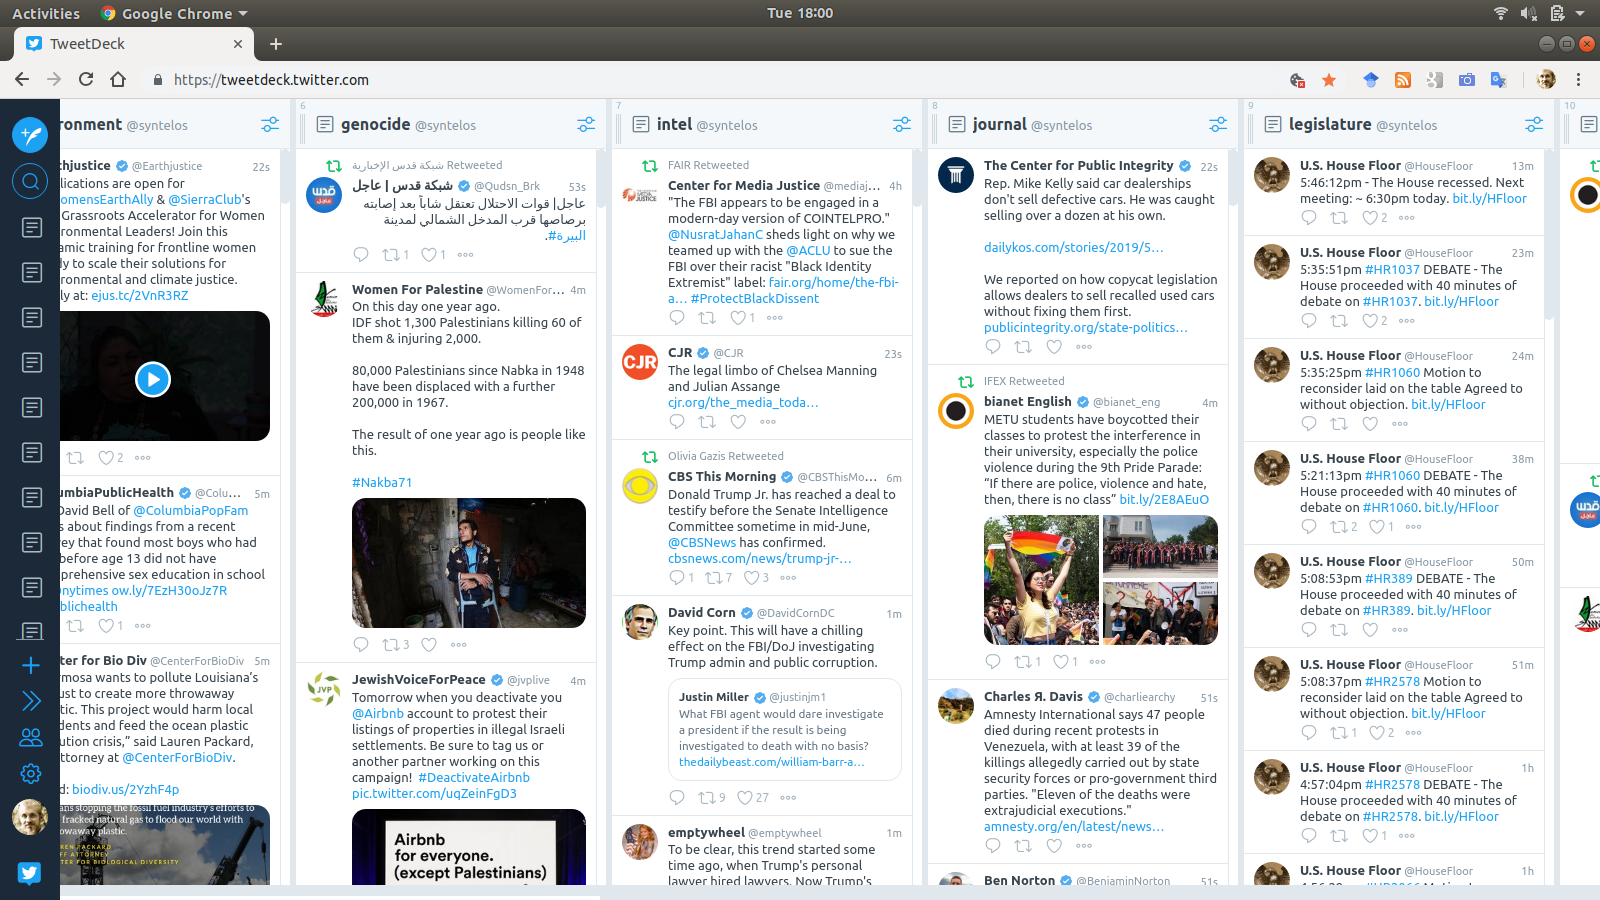 Activities
Google Chrome
Tue 18:00
TweetDeck
https://tweetdeck.twitter.com
ronment @syntelos
thjustice @Earthjustice 22s
lications are open for
omensEarthAlly & @SierraClub's
Grassroots Accelerator for Women
ronmental Leaders! Join this
amic training for frontline women
dy to scale their solutions for
ronmental and climate justice.
ly at: ejus.tc/2VnR3RZ
2
umbiaPublicHealth @Colu... 5m
David Bell of @ColumbiaPopFam
s about findings from a recent
vey that found most boys who had
before age 13 did not have
prehensive sex education in school
nytimes ow.ly/7EzH30oJz7R
blichealth
1
ter for Bio Div @CenterForBioDiv 5m
rmosa wants to pollute Louisiana's
ust to create more throwaway
tic. This project would harm local
dents and feed the ocean plastic
ution crisis," said Lauren Packard,
ttorney at @CenterForBioDiv.
d: biodiv.us/2YzhF4p
ans stopping the fossil fuel industry's efforts to
fracked natural gas to flood our world with
owaway plastic.
REN PACKARD
FF ATTORNEY
TER FOR BIOLOGICAL DIVERSITY
6
genocide @syntelos
شبكة قدس الإخبارية Retweeted
شبكة قدس | عاجل @Qudsn_Brk 53s
عاجل| قوات الاحتلال تعتقل شاباً بعد إصابته
برصاصها قرب المدخل الشمالي لمدينة
#البيرة.
1 1
Women For Palestine @WomenFor... 4m
On this day one year ago.
IDF shot 1,300 Palestinians killing 60 of
them & injuring 2,000.
80,000 Palestinians since Nabka in 1948
have been displaced with a further
200,000 in 1967.
The result of one year ago is people like
this.
#Nakba71
3
JVP
JewishVoiceForPeace @jvplive 4m
Tomorrow when you deactivate you
@Airbnb account to protest their
listings of properties in illegal Israeli
settlements. Be sure to tag us or
another partner working on this
campaign! #DeactivateAirbnb
pic.twitter.com/uqZeinFgD3
Airbnb
for everyone.
(except Palestinians)
7
intel @syntelos
FAIR Retweeted
Center for Media Justice @mediaj... 4h
"The FBI appears to be engaged in a
modern-day version of COINTELPRO."
@NusratJahanC sheds light on why we
teamed up with the @ACLU to sue the
FBI over their racist "Black Identity
Extremist" label: fair.org/home/the-fbi-
a... #ProtectBlackDissent
1
CJR
CJR @CJR 23s
The legal limbo of Chelsea Manning
and Julian Assange
cjr.org/the_media_toda...
Olivia Gazis Retweeted
CBS This Morning @CBSThisMo... 6m
Donald Trump Jr. has reached a deal to
testify before the Senate Intelligence
Committee sometime in mid-June,
@CBSNews has confirmed.
cbsnews.com/news/trump-jr-...
1 7 3
David Corn @DavidCornDC 1m
Key point. This will have a chilling
effect on the FBI/DoJ investigating
Trump admin and public corruption.
Justin Miller @justinjm1
What FBI agent would dare investigate
a president if the result is being
investigated to death with no basis?
thedailybeast.com/william-barr-a...
9 27
emptywheel @emptywheel 1m
To be clear, this trend started some
time ago, when Trump's personal
lawyer hired lawyers. Now Trump's
8
journal @syntelos
The Center for Public Integrity 22s
Rep. Mike Kelly said car dealerships
don't sell defective cars. He was caught
selling over a dozen at his own.
dailykos.com/stories/2019/5...
We reported on how copycat legislation
allows dealers to sell recalled used cars
without fixing them first.
publicintegrity.org/state-politics...
IFEX Retweeted
bianet English @bianet_eng 4m
METU students have boycotted their
classes to protest the interference in
their university, especially the police
violence during the 9th Pride Parade:
“If there are police, violence and hate,
then, there is no class” bit.ly/2E8AEuO
1 1
Charles Я. Davis @charliearchy 51s
Amnesty International says 47 people
died during recent protests in
Venezuela, with at least 39 of the
killings allegedly carried out by state
security forces or pro-government third
parties. "Eleven of the deaths were
extrajudicial executions."
amnesty.org/en/latest/news...
Ben Norton @BenjaminNorton 51s
9
legislature @syntelos
U.S. House Floor @HouseFloor 13m
5:46:12pm - The House recessed. Next
meeting: ~ 6:30pm today. bit.ly/HFloor
2
U.S. House Floor @HouseFloor 23m
5:35:51pm #HR1037 DEBATE - The
House proceeded with 40 minutes of
debate on #HR1037. bit.ly/HFloor
2
U.S. House Floor @HouseFloor 24m
5:35:25pm #HR1060 Motion to
reconsider laid on the table Agreed to
without objection. bit.ly/HFloor
U.S. House Floor @HouseFloor 38m
5:21:13pm #HR1060 DEBATE - The
House proceeded with 40 minutes of
debate on #HR1060. bit.ly/HFloor
2 1
U.S. House Floor @HouseFloor 50m
5:08:53pm #HR389 DEBATE - The
House proceeded with 40 minutes of
debate on #HR389. bit.ly/HFloor
U.S. House Floor @HouseFloor 51m
5:08:37pm #HR2578 Motion to
reconsider laid on the table Agreed to
without objection. bit.ly/HFloor
1 2
U.S. House Floor @HouseFloor 1h
4:57:04pm #HR2578 DEBATE - The
House proceeded with 40 minutes of
debate on #HR2578. bit.ly/HFloor
1
U.S. House Floor @HouseFloor 1h
10